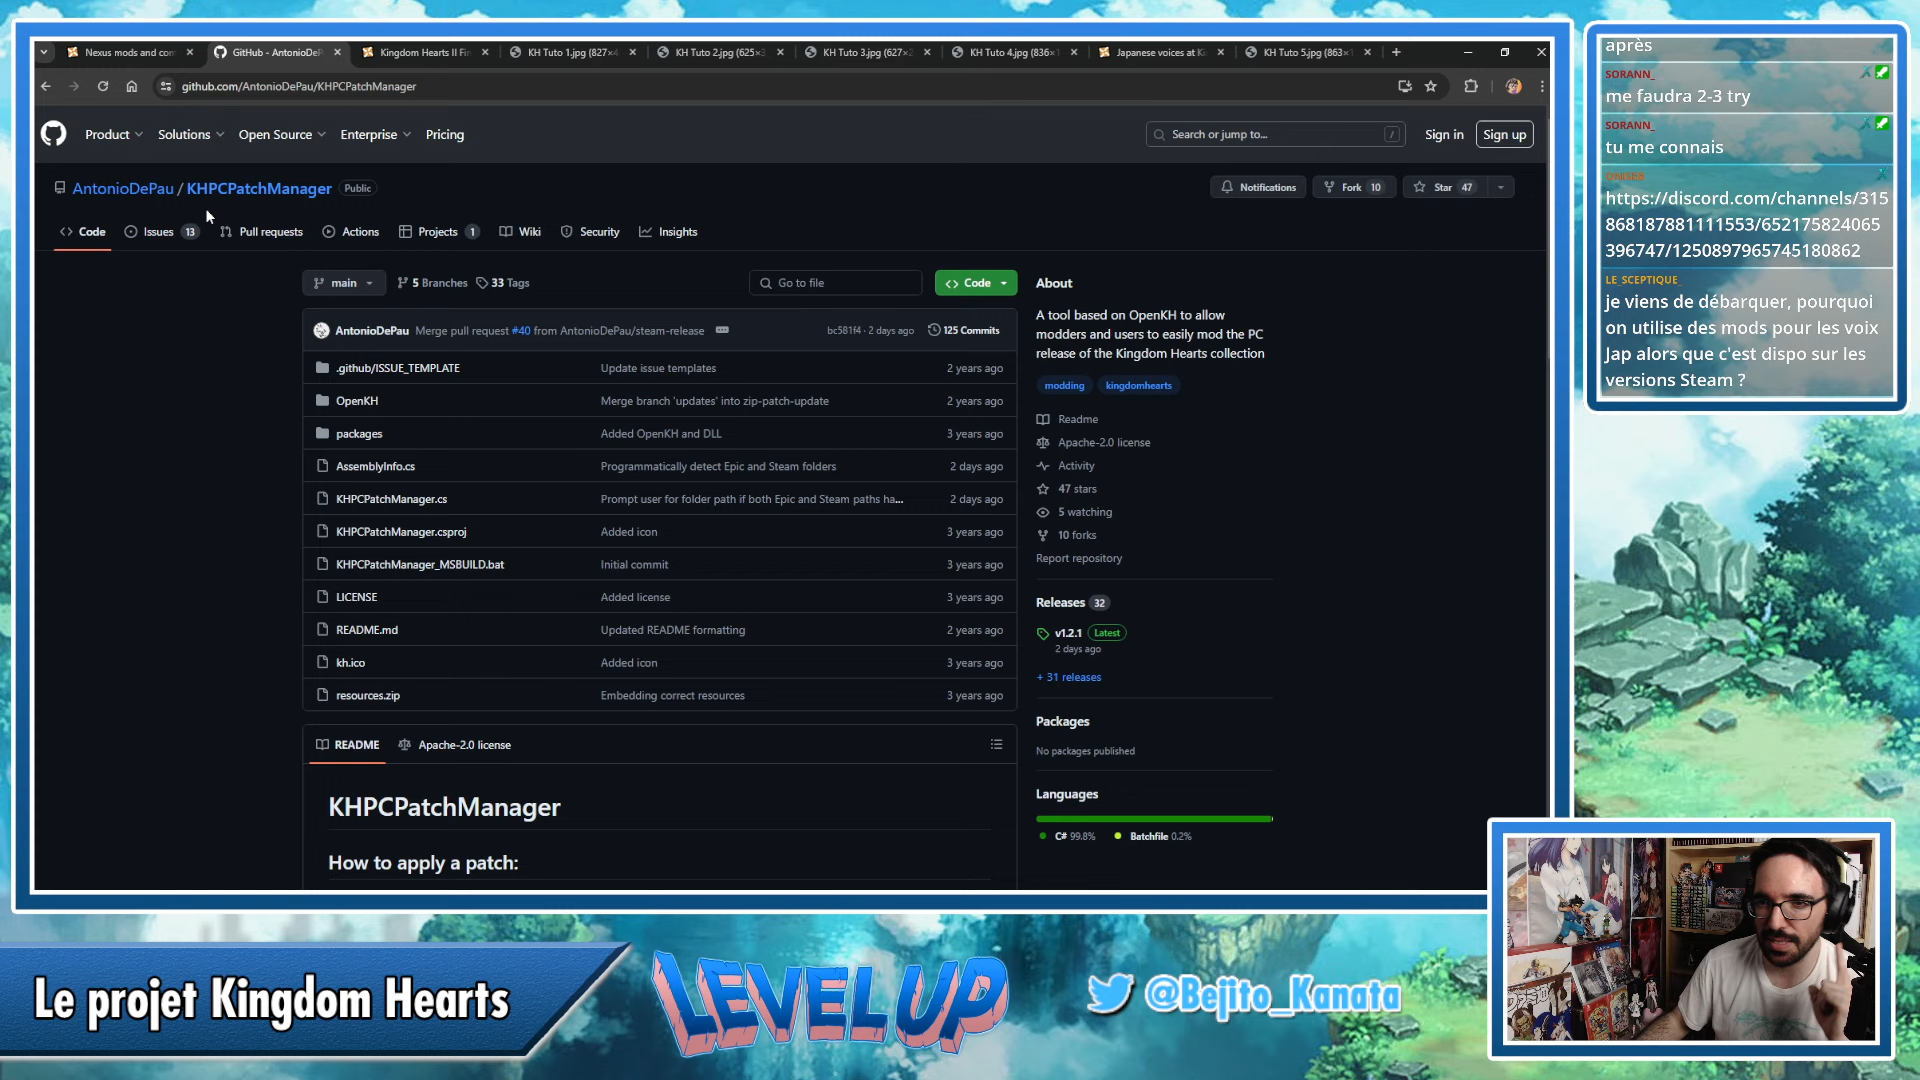 Nexus mods and con
GitHub - AntonioDeP
Kingdom Hearts II Fin
KH Tuto 1.jpg (827×4
KH Tuto 2.jpg (625×3
KH Tuto 3.jpg (627×2
KH Tuto 4.jpg (836×1
Japanese voices at Ki
KH Tuto 5.jpg (863×1
github.com/AntonioDePau/KHPCPatchManager
Product
Solutions
Open Source
Enterprise
Pricing
Search or jump to...
/
Sign in
Sign up
AntonioDePau / KHPCPatchManager
Public
Notifications
Fork 10
Star 47
Code
Issues 13
Pull requests
Actions
Projects 1
Wiki
Security
Insights
main
5 Branches
33 Tags
Go to file
Code
AntonioDePau Merge pull request #40 from AntonioDePau/steam-release
bc581f4 · 2 days ago
125 Commits
.github/ISSUE_TEMPLATE Update issue templates 2 years ago
OpenKH Merge branch 'updates' into zip-patch-update 2 years ago
packages Added OpenKH and DLL 3 years ago
AssemblyInfo.cs Programmatically detect Epic and Steam folders 2 days ago
KHPCPatchManager.cs Prompt user for folder path if both Epic and Steam paths ha... 2 days ago
KHPCPatchManager.csproj Added icon 3 years ago
KHPCPatchManager_MSBUILD.bat Initial commit 3 years ago
LICENSE Added license 3 years ago
README.md Updated README formatting 2 years ago
kh.ico Added icon 3 years ago
resources.zip Embedding correct resources 3 years ago
README
Apache-2.0 license
KHPCPatchManager
How to apply a patch:
About
A tool based on OpenKH to allow
modders and users to easily mod the PC
release of the Kingdom Hearts collection
modding
kingdomhearts
Readme
Apache-2.0 license
Activity
47 stars
5 watching
10 forks
Report repository
Releases 32
v1.2.1 Latest
2 days ago
+ 31 releases
Packages
No packages published
Languages
C# 99.8%
Batchfile 0.2%
après
SORANN_
me faudra 2-3 try
SORANN_
tu me connais
https://discord.com/channels/315
868187881111553/652175824065
396747/1250897965745180862
LE_SCEPTIQUE_
je viens de débarquer, pourquoi
on utilise des mods pour les voix
Jap alors que c'est dispo sur les
versions Steam ?
Le projet Kingdom Hearts
LEVEL UP
@Bejito_Kanata